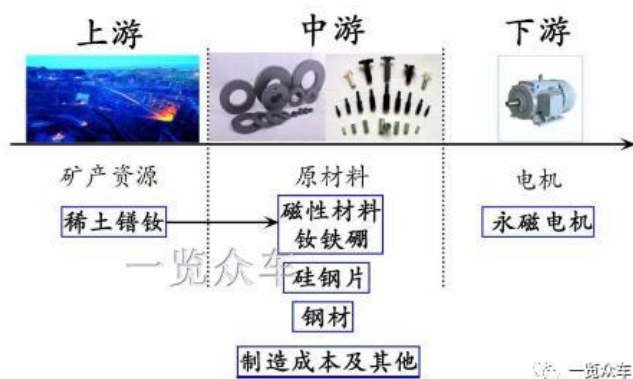 上游
中游
下游
矿产资源
原材料
电机
稀土镨钕
磁性材料
钕铁硼
永磁电机
一览众车
硅钢片
钢材
制造成本及其他
一览众车